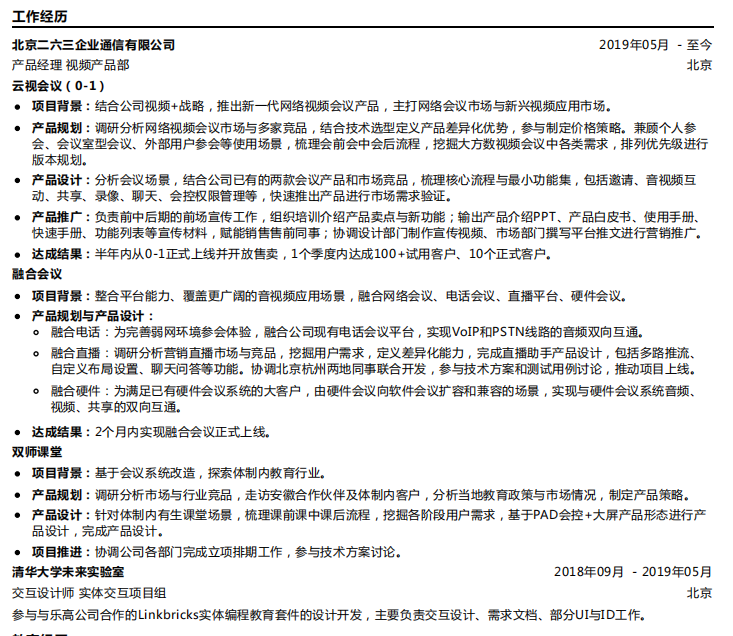 工作经历
北京二六三企业通信有限公司 2019年05月 - 至今
产品经理 视频产品部 北京
云视会议（0-1）
● 项目背景：结合公司视频+战略，推出新一代网络视频会议产品，主打网络会议市场与新兴视频应用市场。
● 产品规划：调研分析网络视频会议市场与多家竞品，结合技术选型定义产品差异化优势，参与制定价格策略。兼顾个人参
会、会议室型会议、外部用户参会等使用场景，梳理会前会中会后流程，挖掘大方数视频会议中各类需求，排列优先级进行
版本规划。
● 产品设计：分析会议场景，结合公司已有的两款会议产品和市场竞品，梳理核心流程与最小功能集，包括邀请、音视频互
动、共享、录像、聊天、会控权限管理等，快速推出产品进行市场需求验证。
● 产品推广：负责前中后期的前场宣传工作，组织培训介绍产品卖点与新功能；输出产品介绍PPT、产品白皮书、使用手册、
快速手册、功能列表等宣传材料，赋能销售售前同事；协调设计部门制作宣传视频、市场部门撰写平台推文进行营销推广。
● 达成结果：半年内从0-1正式上线并开放售卖，1个季度内达成100+试用客户、10个正式客户。
融合会议
● 项目背景：整合平台能力、覆盖更广阔的音视频应用场景，融合网络会议、电话会议、直播平台、硬件会议。
● 产品规划与产品设计：
○ 融合电话：为完善弱网环境参会体验，融合公司现有电话会议平台，实现VoIP和PSTN线路的音频双向互通。
○ 融合直播：调研分析营销直播市场与竞品，挖掘用户需求，定义差异化能力，完成直播助手产品设计，包括多路推流、
自定义布局设置、聊天问答等功能。协调北京杭州两地同事联合开发，参与技术方案和测试用例讨论，推动项目上线。
○ 融合硬件：为满足已有硬件会议系统的大客户，由硬件会议向软件会议扩容和兼容的场景，实现与硬件会议系统音频、
视频、共享的双向互通。
● 达成结果：2个月内实现融合会议正式上线。
双师课堂
● 项目背景：基于会议系统改造，探索体制内教育行业。
● 产品规划：调研分析市场与行业竞品，走访安徽合作伙伴及体制内客户，分析当地教育政策与市场情况，制定产品策略。
● 产品设计：针对体制内有生课堂场景，梳理课前课中课后流程，挖掘各阶段用户需求，基于PAD会控+大屏产品形态进行产
品设计，完成产品设计。
● 项目推进：协调公司各部门完成立项排期工作，参与技术方案讨论。
清华大学未来实验室 2018年09月 - 2019年05月
交互设计师 实体交互项目组 北京
参与与乐高公司合作的Linkbricks实体编程教育套件的设计开发，主要负责交互设计、需求文档、部分UI与ID工作。